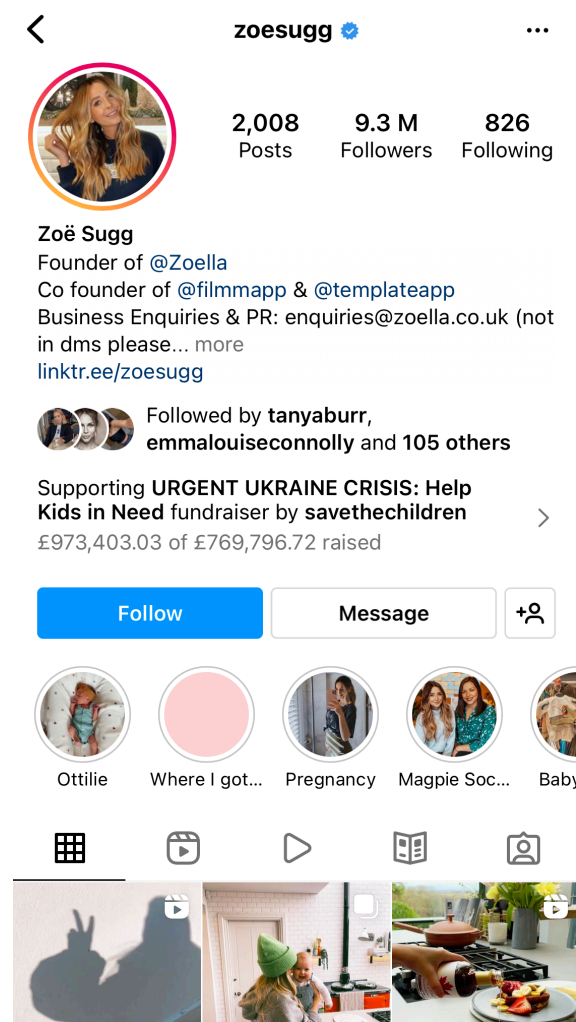 zoesugg
2,008 9.3 M 826
Posts Followers Following
Zoë Sugg
Founder of @Zoella
Co founder of @filmmapp & @templateapp
Business Enquiries & PR: enquiries@zoella.co.uk (not
in dms please... more
linktr.ee/zoesugg
Followed by tanyaburr,
emmalouiseconnolly and 105 others
Supporting URGENT UKRAINE CRISIS: Help
Kids in Need fundraiser by savethechildren
£973,403.03 of £769,796.72 raised
Follow Message
Ottilie Where I got... Pregnancy Magpie Soc... Baby